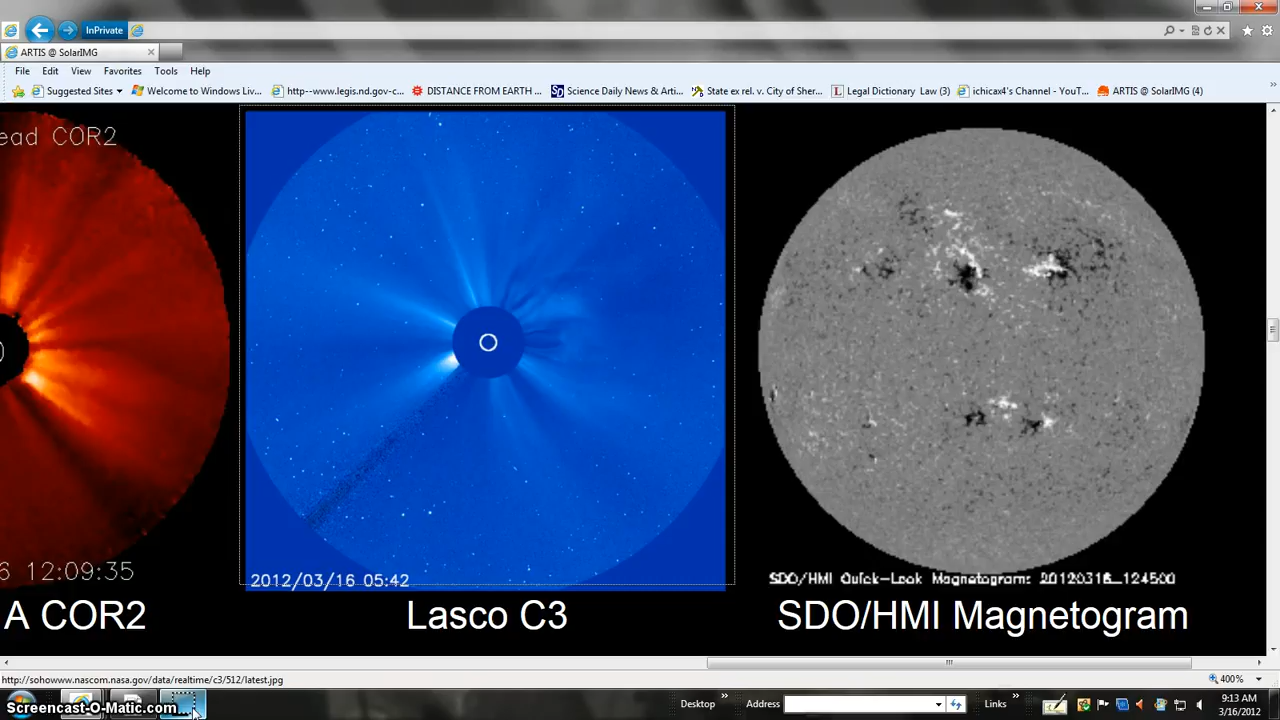 InPrivate
ARTIS @ SolarIMG
File Edit View Favorites Tools Help
Suggested Sites Welcome to Windows Liv... http--www.legis.nd.gov-c... DISTANCE FROM EARTH ... Science Daily News & Arti... State ex rel. v. City of Sher... Legal Dictionary Law (3) ichicax4's Channel - YouT... ARTIS @ SolarIMG (4)
ead COR2
6 12:09:35
2012/03/16 05:42
SDO/HMI Quick-Look Magnetogram: 20120316_124500
A COR2 Lasco C3 SDO/HMI Magnetogram
http://sohowww.nascom.nasa.gov/data/realtime/c3/512/latest.jpg
400%
Screencast-O-Matic.com
Desktop Address Links
9:13 AM
3/16/2012